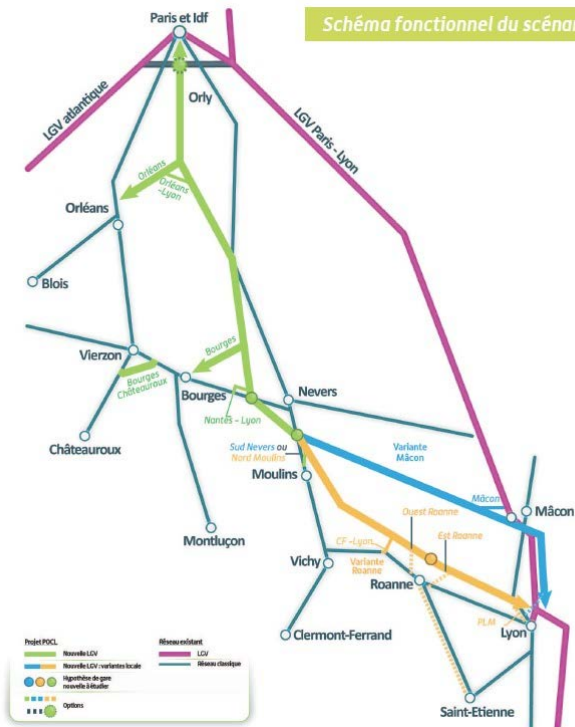 Paris et Idf
Schéma fonctionnel du scénar
LGV atlantique
Orly
LGV Paris - Lyon
Orléans
Orléans
-Lyon
Orléans
Blois
Vierzon
Bourges
Bourges
Châteauroux
Bourges
Nantes - Lyon
Nevers
Châteauroux
Sud Nevers ou
Nord Moulins
Variante
Mâcon
Moulins
Mâcon
Mâcon
Montluçon
Ouest Roanne
Est Roanne
CF -Lyon
Variante
Roanne
Vichy
Roanne
PLM
Lyon
Clermont-Ferrand
Saint-Etienne
Projet POCL
Nouvelle LGV
Nouvelle LGV : variantes locale
Hypothèse de gare
nouvelle à étudier
Options
Réseau existant
LGV
Réseau classique